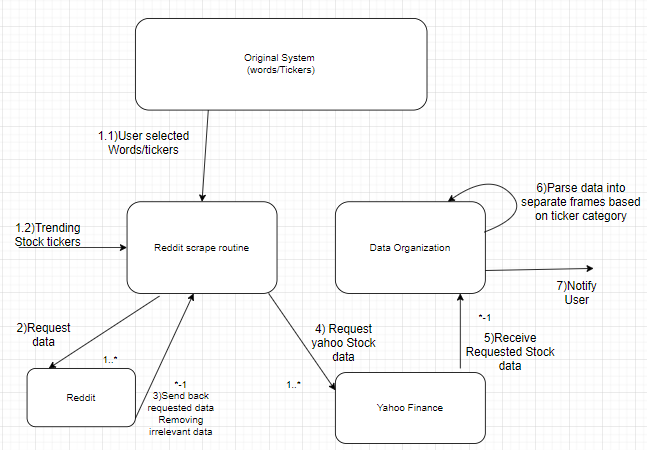 Original System
(words/Tickers)
1.1)User selected
Words/tickers
1.2)Trending
Stock tickers
Reddit scrape routine
Data Organization
6)Parse data into
separate frames based
on ticker category
7)Notify
User
2)Request
data
1..*
Reddit
*-1
3)Send back
requested data
Removing
irrelevant data
4) Request
yahoo Stock
data
1..*
*-1
5)Receive
Requested Stock
data
Yahoo Finance